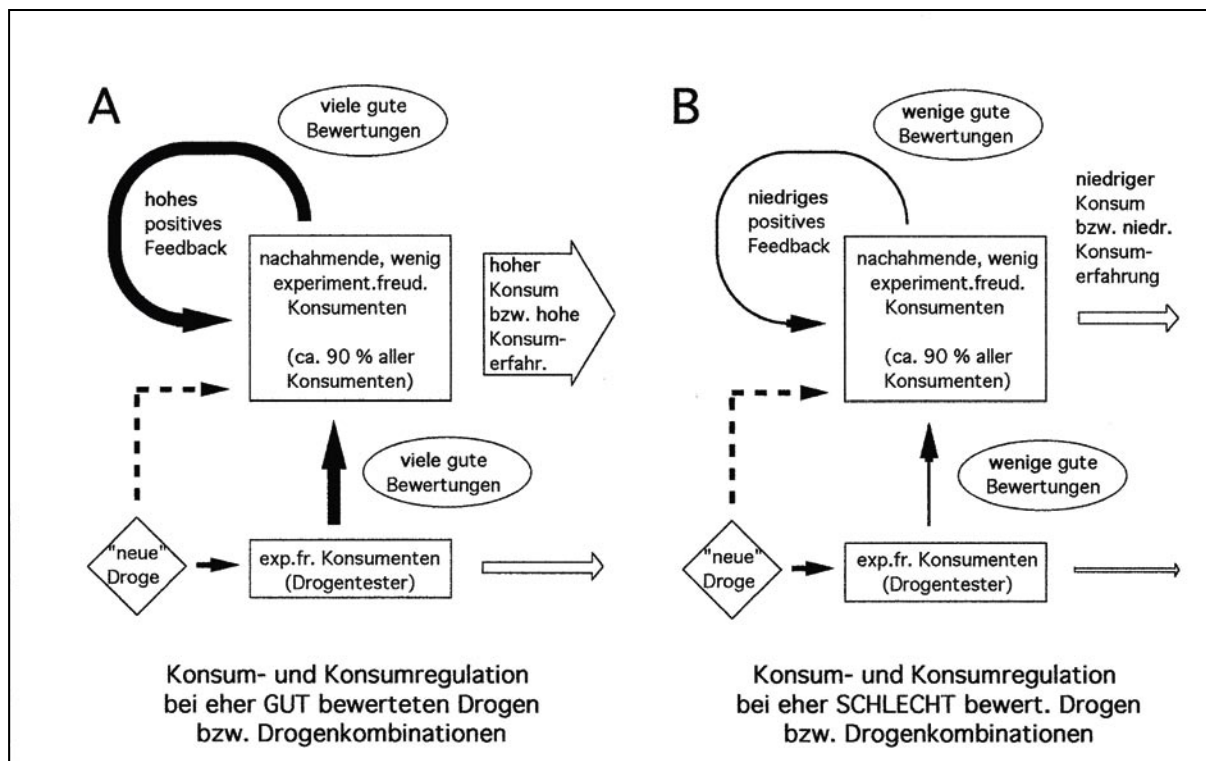 A
viele gute
Bewertungen
hohes
positives
Feedback
nachahmende, wenig
experiment.freud.
Konsumenten
(ca. 90 % aller
Konsumenten)
hoher
Konsum
bzw. hohe
Konsum-
erfahr.
viele gute
Bewertungen
"neue"
Droge
exp.fr. Konsumenten
(Drogentester)
Konsum- und Konsumregulation
bei eher GUT bewerteten Drogen
bzw. Drogenkombinationen
B
wenige gute
Bewertungen
niedriges
positives
Feedback
nachahmende, wenig
experiment.freud.
Konsumenten
(ca. 90 % aller
Konsumenten)
niedriger
Konsum
bzw. niedr.
Konsum-
erfahrung
wenige gute
Bewertungen
"neue"
Droge
exp.fr. Konsumenten
(Drogentester)
Konsum- und Konsumregulation
bei eher SCHLECHT bewert. Drogen
bzw. Drogenkombinationen